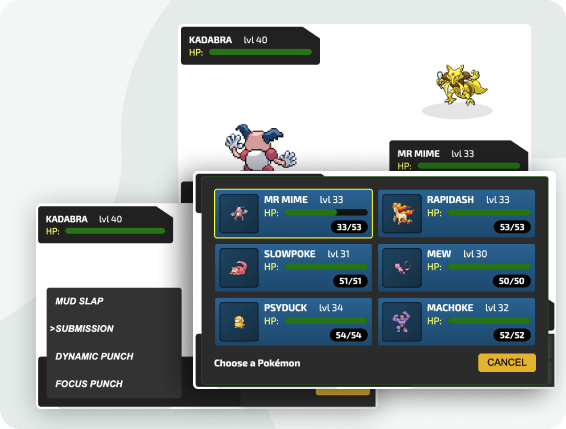 KADABRA lvl 40
HP:
MR MIME lvl 33
HP:
MR MIME lvl 33
HP:
33/53
RAPIDASH lvl 33
HP:
53/53
SLOWPOKE lvl 31
HP:
51/51
MEW lvl 30
HP:
50/50
PSYDUCK lvl 34
HP:
54/54
MACHOKE lvl 32
HP:
52/52
Choose a Pokémon
CANCEL
KADABRA lvl 40
HP:
MUD SLAP
>SUBMISSION
DYNAMIC PUNCH
FOCUS PUNCH